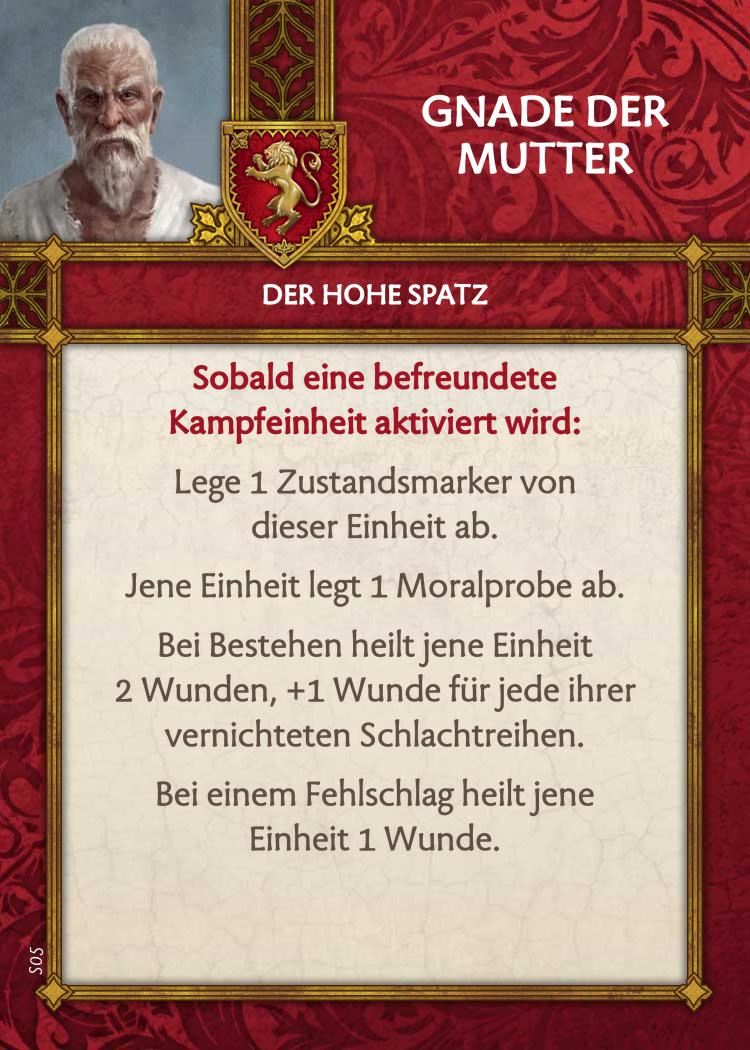 GNADE DER
MUTTER
DER HOHE SPATZ
Sobald eine befreundete
Kampfeinheit aktiviert wird:
Lege 1 Zustandsmarker von
dieser Einheit ab.
Jene Einheit legt 1 Moralprobe ab.
Bei Bestehen heilt jene Einheit
2 Wunden, +1 Wunde für jede ihrer
vernichteten Schlachtreihen.
Bei einem Fehlschlag heilt jene
Einheit 1 Wunde.
S05